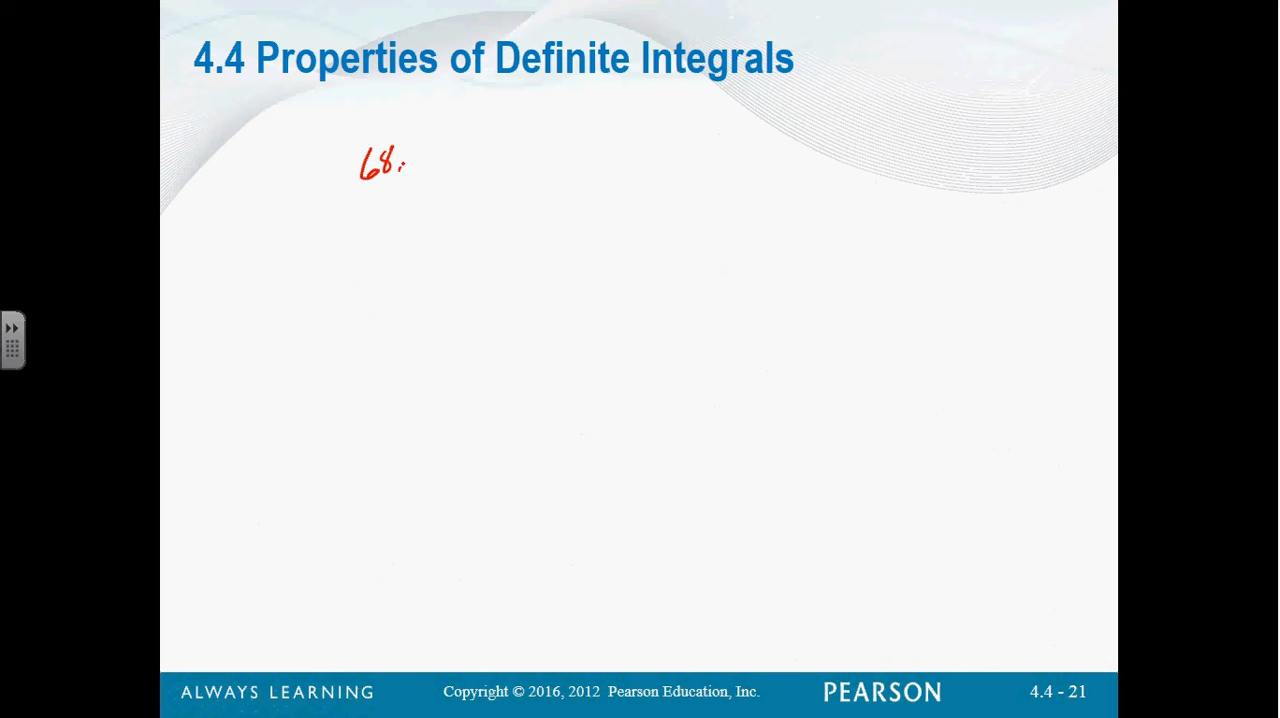 4.4 Properties of Definite Integrals
68.
ALWAYS LEARNING
Copyright © 2016, 2012 Pearson Education, Inc.
PEARSON
4.4 - 21